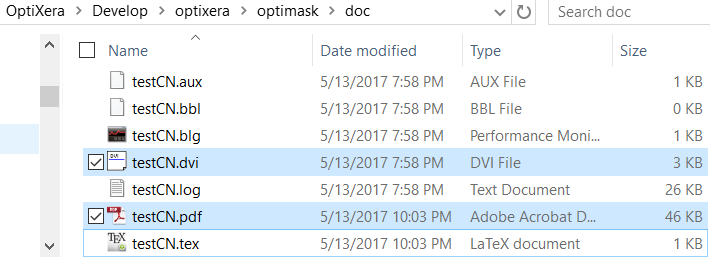 OptiXera > Develop > optixera > optimask > doc Search doc
Name Date modified Type Size
testCN.aux 5/13/2017 7:58 PM AUX File 1 KB
testCN.bbl 5/13/2017 7:58 PM BBL File 0 KB
testCN.blg 5/13/2017 7:58 PM Performance Moni... 1 KB
DVI testCN.dvi 5/13/2017 7:58 PM DVI File 3 KB
testCN.log 5/13/2017 7:58 PM Text Document 26 KB
PDF testCN.pdf 5/13/2017 10:03 PM Adobe Acrobat D... 46 KB
TEX testCN.tex 5/13/2017 10:03 PM LaTeX document 1 KB